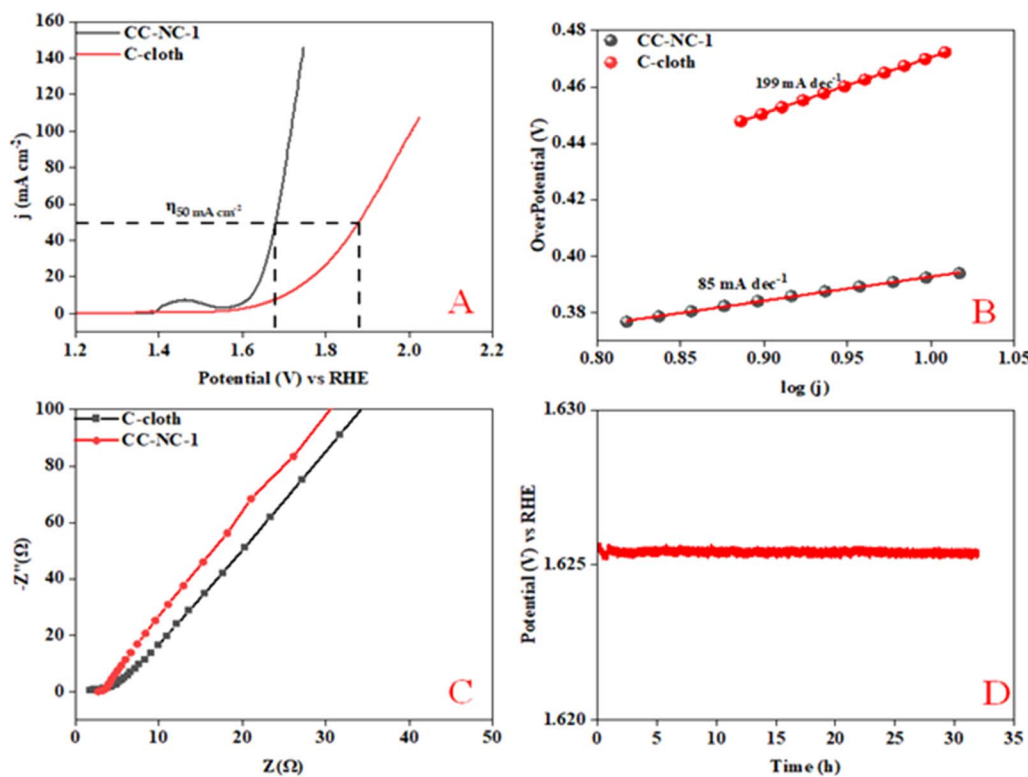 160
140
120
100
80
60
40
20
0
j (mA cm-2)
CC-NC-1
C-cloth
η50 mA cm-2
A
1.2 1.4 1.6 1.8 2.0 2.2
Potential (V) vs RHE
0.48
0.46
0.44
0.42
0.40
0.38
OverPotential (V)
CC-NC-1
C-cloth
199 mA dec-1
85 mA dec-1
B
0.80 0.85 0.90 0.95 1.00 1.05
log (j)
100
80
60
40
20
0
-Z''(Ω)
C-cloth
CC-NC-1
C
0 10 20 30 40 50
Z(Ω)
1.630
1.625
1.620
Potential (V) vs RHE
D
0 5 10 15 20 25 30 35
Time (h)